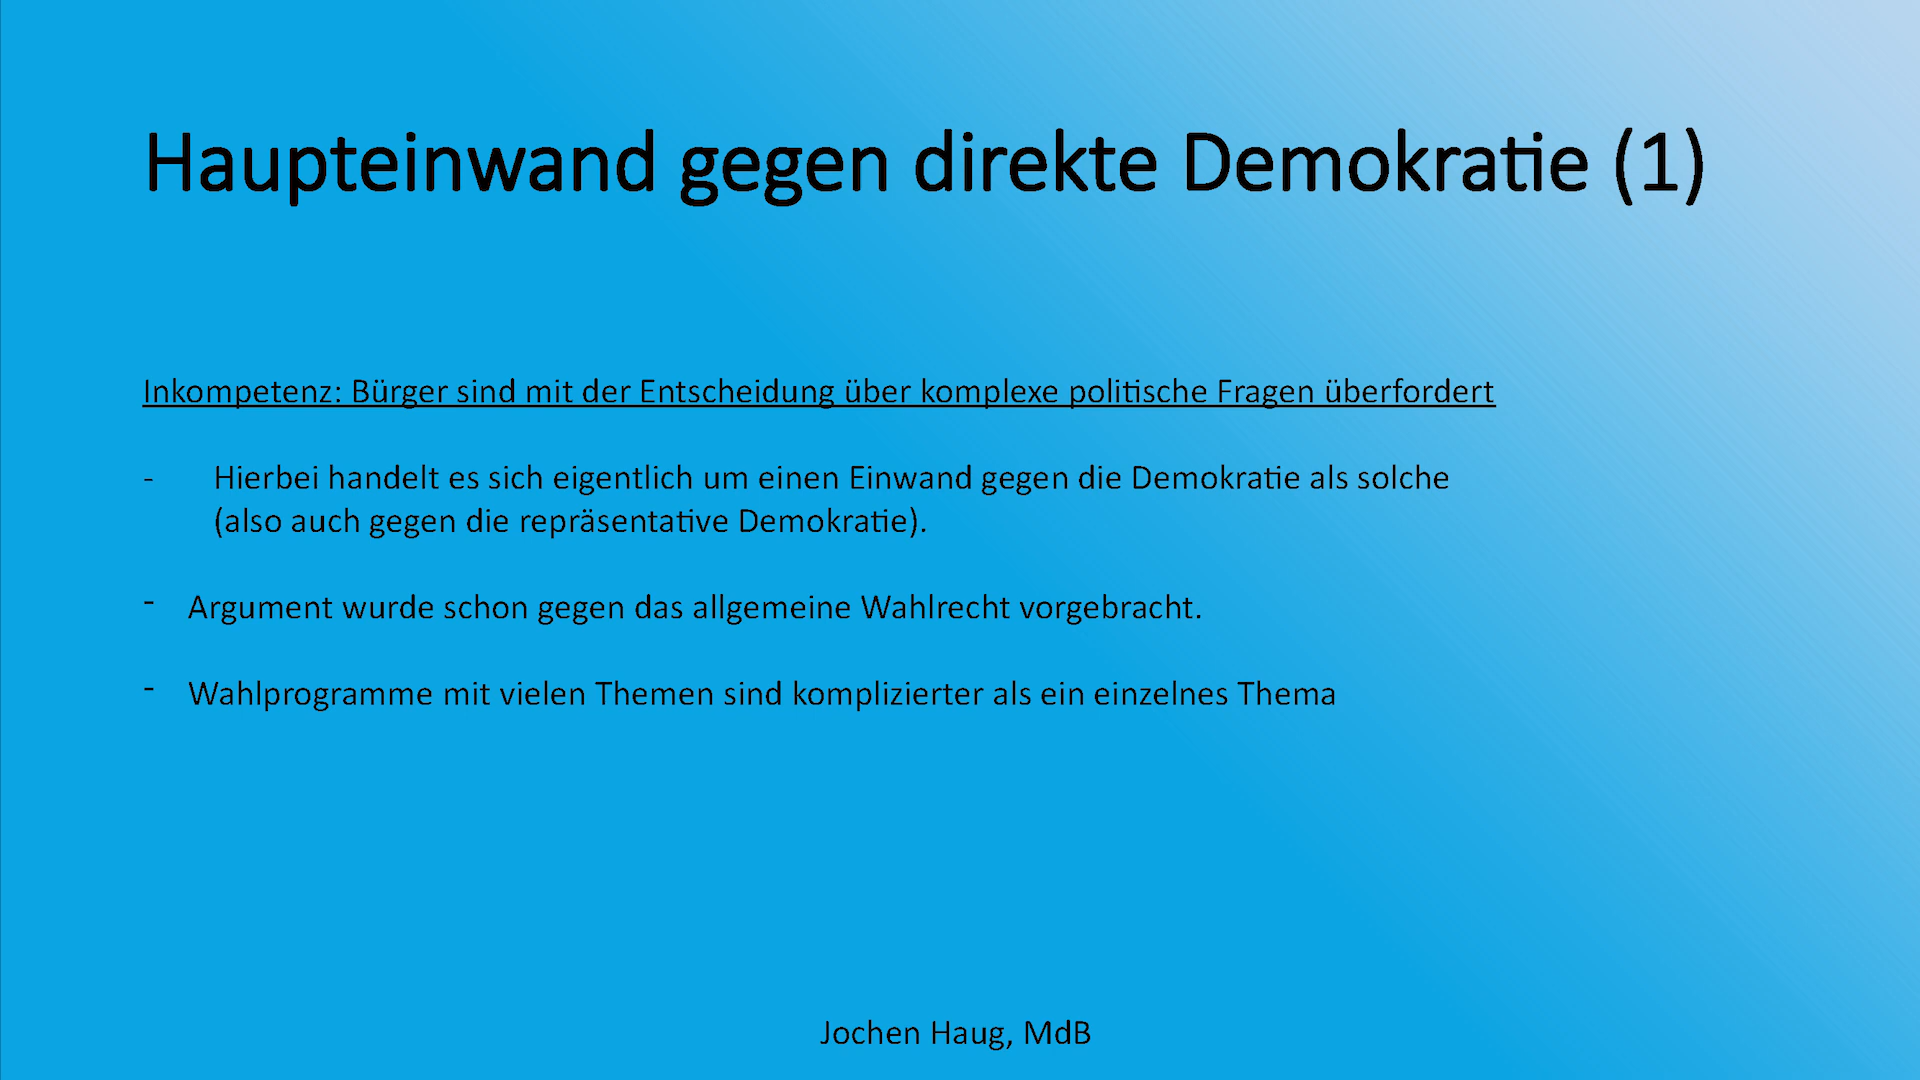 Haupteinwand gegen direkte Demokratie (1)
Inkompetenz: Bürger sind mit der Entscheidung über komplexe politische Fragen überfordert
- Hierbei handelt es sich eigentlich um einen Einwand gegen die Demokratie als solche
(also auch gegen die repräsentative Demokratie).
- Argument wurde schon gegen das allgemeine Wahlrecht vorgebracht.
- Wahlprogramme mit vielen Themen sind komplizierter als ein einzelnes Thema
Jochen Haug, MdB